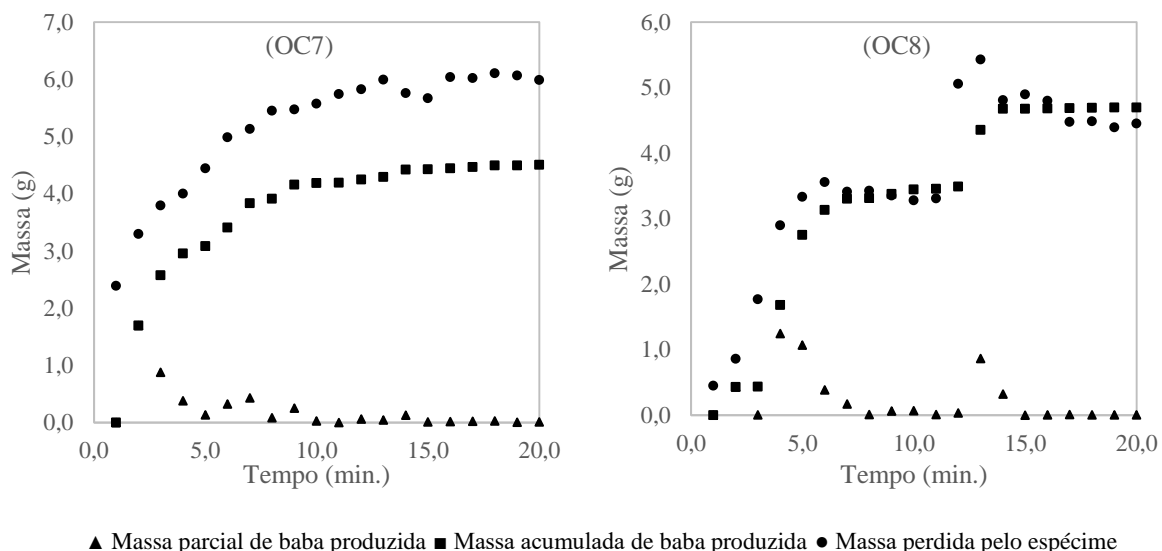 (OC7)
Massa (g)
7,0
6,0
5,0
4,0
3,0
2,0
1,0
0,0
0,0 5,0 10,0 15,0 20,0
Tempo (min.)
(OC8)
Massa (g)
6,0
5,0
4,0
3,0
2,0
1,0
0,0
0,0 5,0 10,0 15,0 20,0
Tempo (min.)
▲ Massa parcial de baba produzida ■ Massa acumulada de baba produzida ● Massa perdida pelo espécime